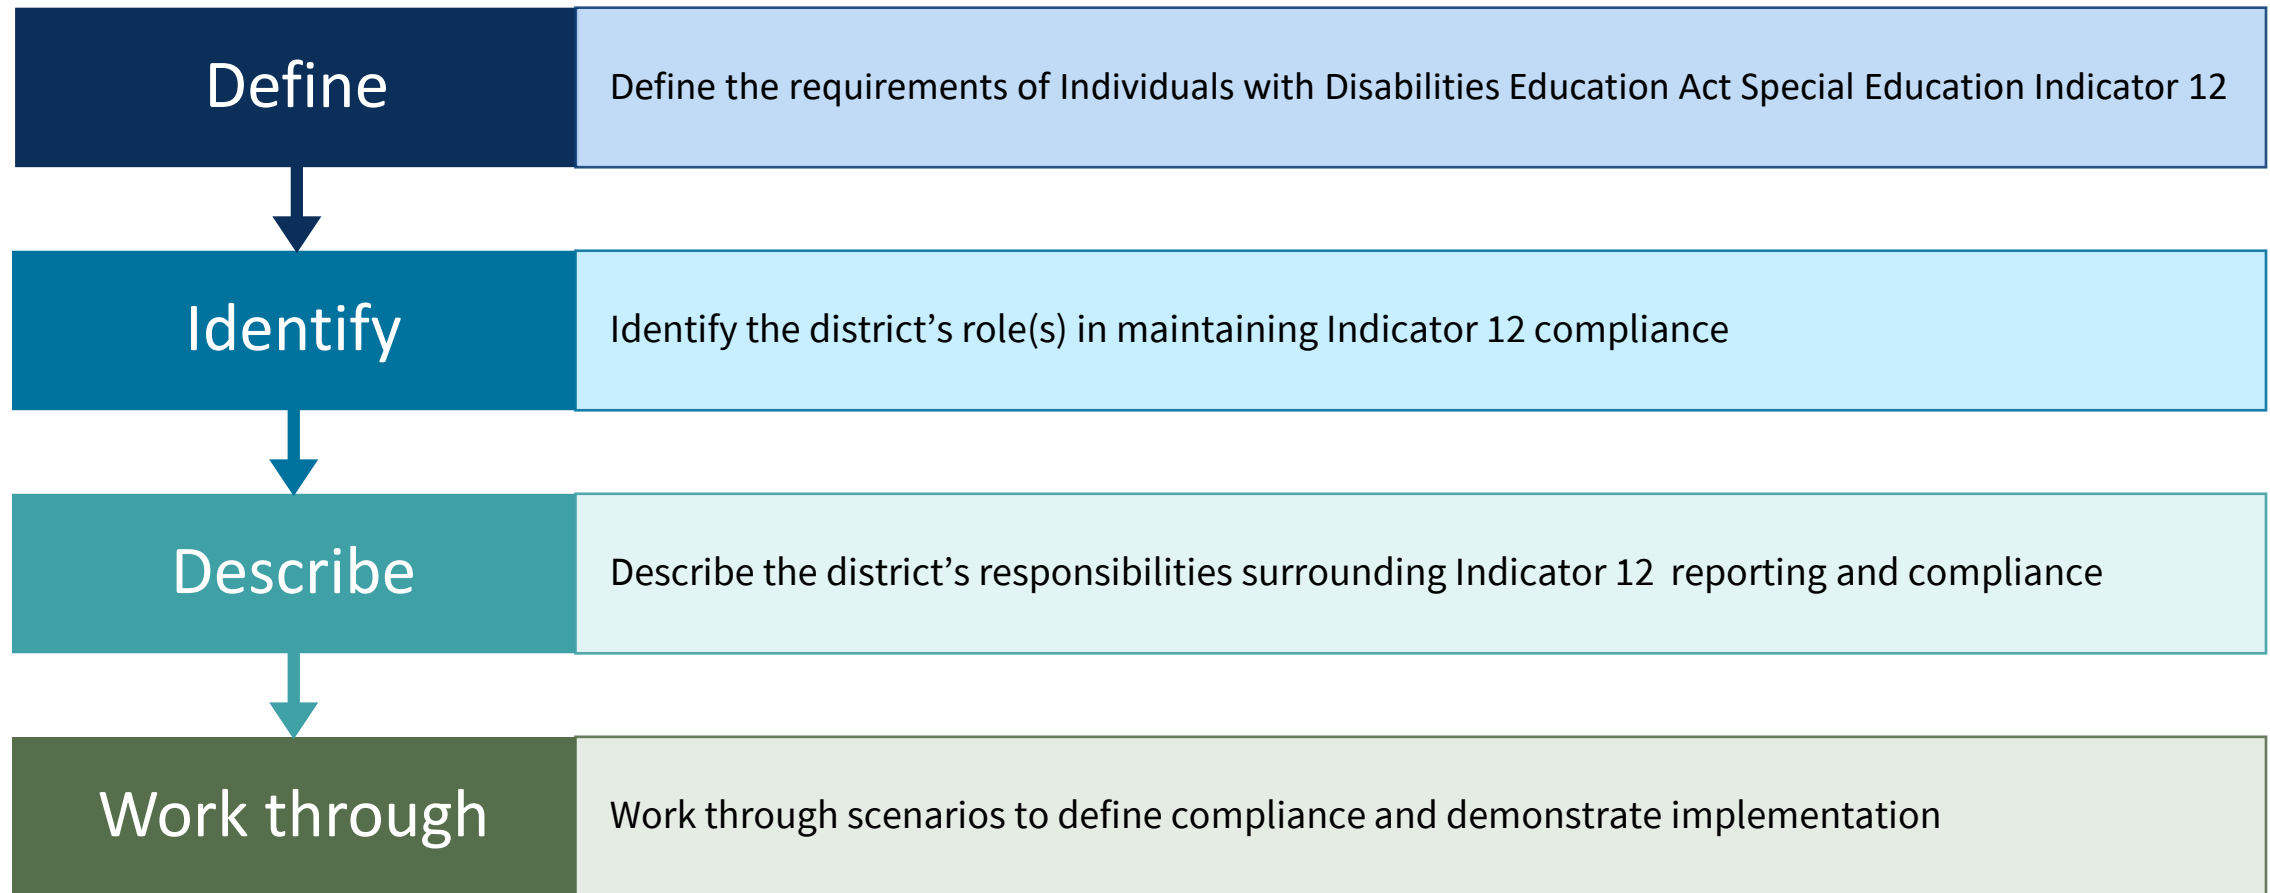 Define
Define the requirements of Individuals with Disabilities Education Act Special Education Indicator 12
Identify
Identify the district’s role(s) in maintaining Indicator 12 compliance
Describe
Describe the district’s responsibilities surrounding Indicator 12  reporting and compliance
Work through
Work through scenarios to define compliance and demonstrate implementation